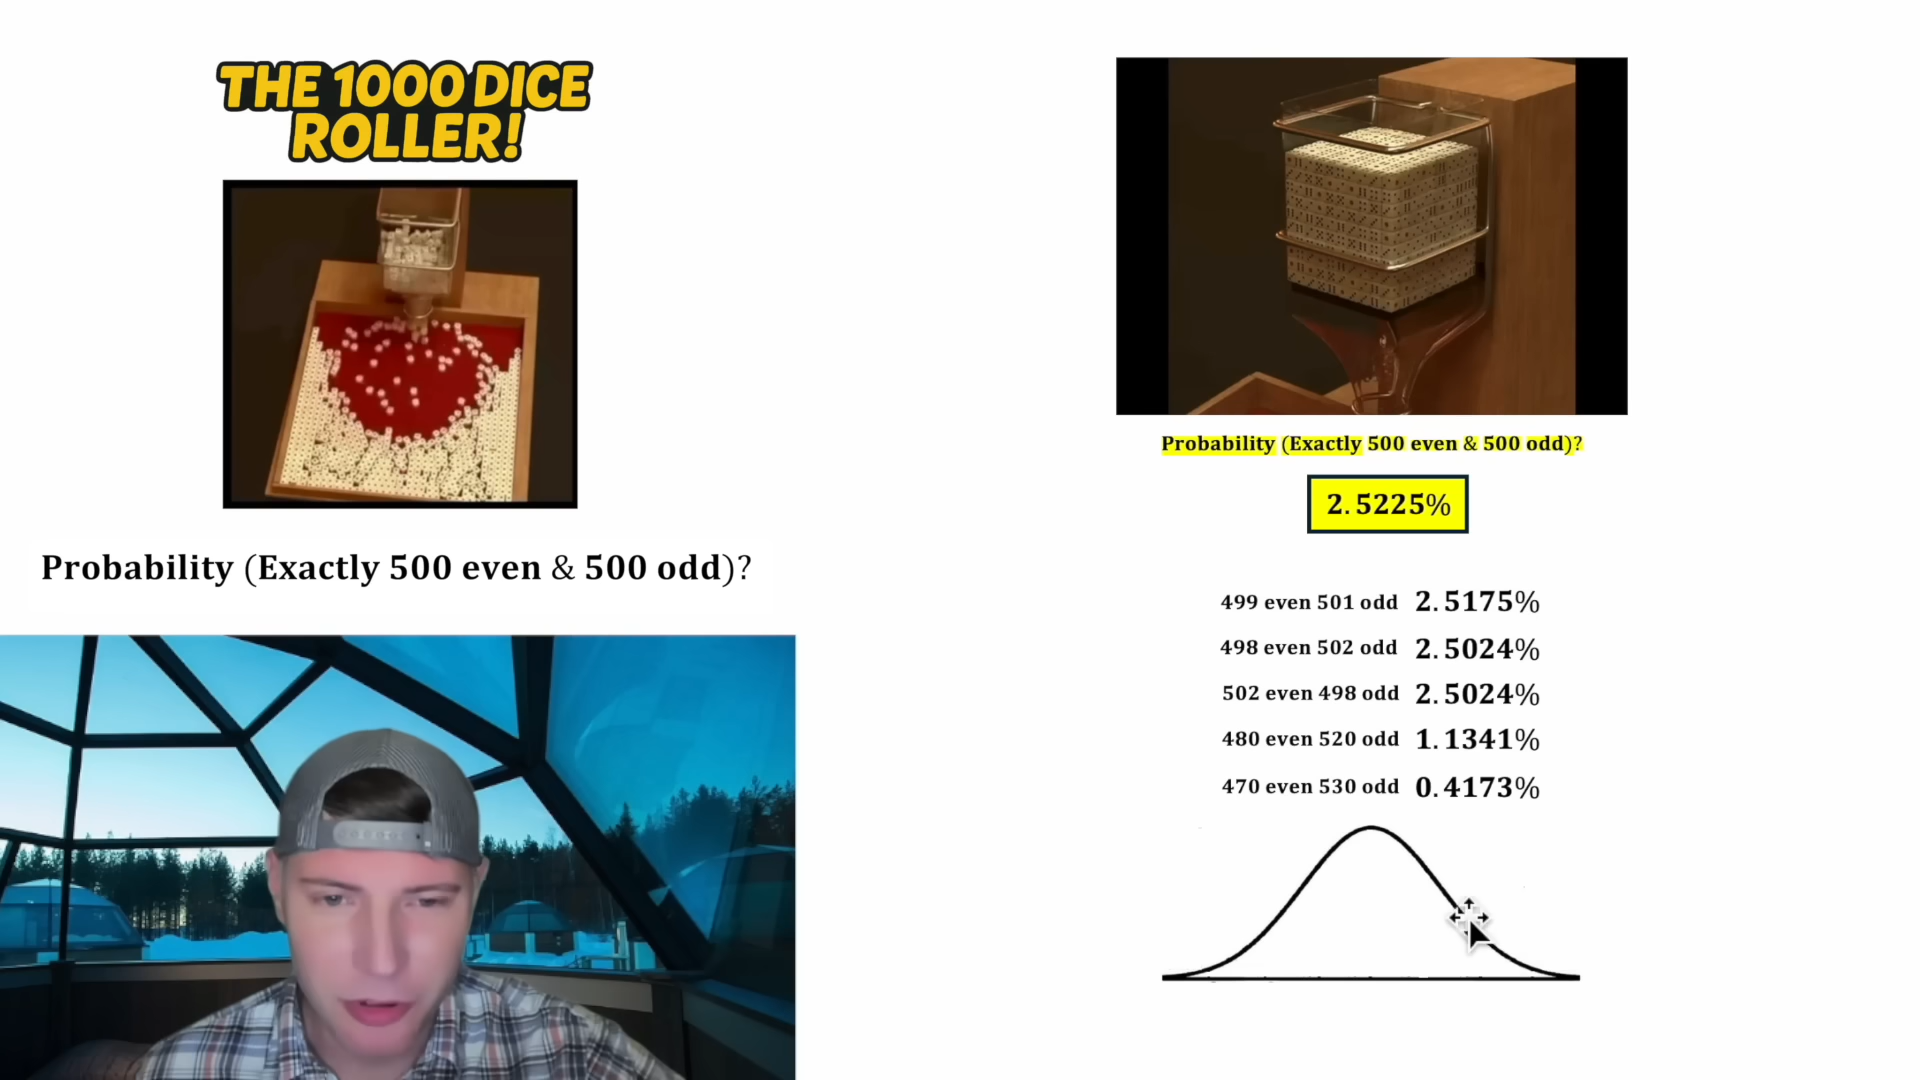 THE 1000 DICE
ROLLER!
Probability (Exactly 500 even & 500 odd)?
Probability (Exactly 500 even & 500 odd)?
2.5225%
499 even 501 odd 2.5175%
498 even 502 odd 2.5024%
502 even 498 odd 2.5024%
480 even 520 odd 1.1341%
470 even 530 odd 0.4173%